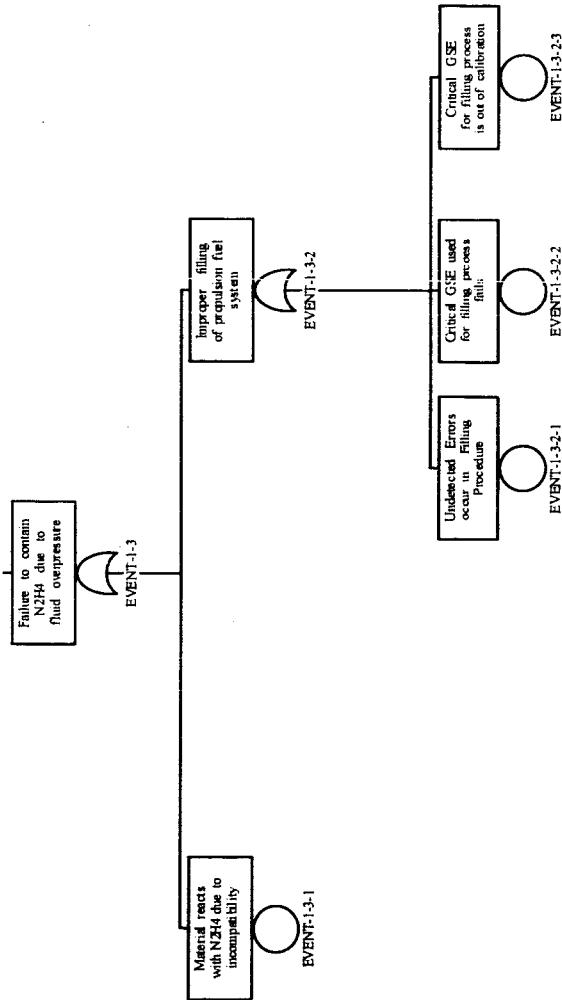 Failure to contain
N2H4 due to
fluid overpressure
EVENT-1-3
Material reacts
with N2H4 due to
incompatibility
EVENT-1-3-1
Improper filling
of propulsion fuel
system
EVENT-1-3-2
Undetected Errors
occur in Filling
Procedure
EVENT-1-3-2-1
Critical GSE used
for filling process
fails
EVENT-1-3-2-2
Critical GSE
for filling process
is out of calibration
EVENT-1-3-2-3